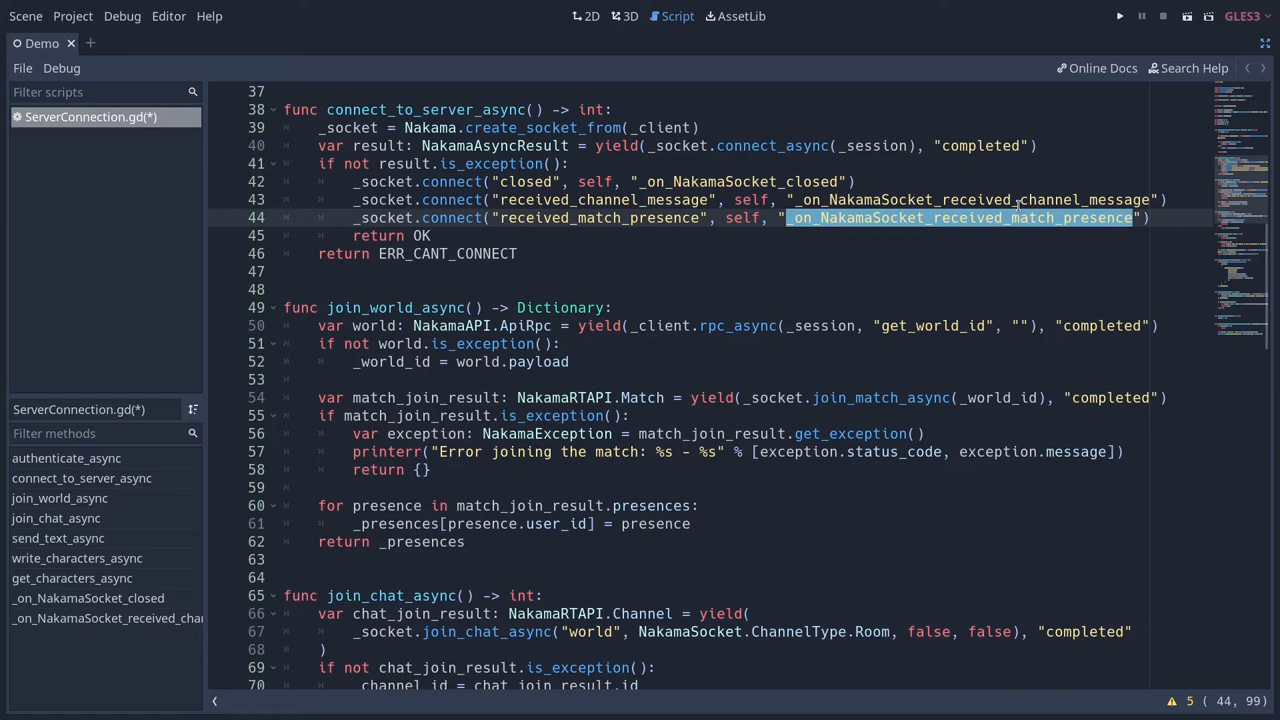 Scene Project Debug Editor Help
2D 3D Script AssetLib
GLES3
Demo
File Debug
Online Docs Search Help
Filter scripts
ServerConnection.gd(*)
ServerConnection.gd(*)
Filter methods
authenticate_async
connect_to_server_async
join_world_async
join_chat_async
send_text_async
write_characters_async
get_characters_async
_on_NakamaSocket_closed
_on_NakamaSocket_received_cha
37
38 func connect_to_server_async() -> int:
39 _socket = Nakama.create_socket_from(_client)
40 var result: NakamaAsyncResult = yield(_socket.connect_async(_session), "completed")
41 if not result.is_exception():
42 _socket.connect("closed", self, "_on_NakamaSocket_closed")
43 _socket.connect("received_channel_message", self, "_on_NakamaSocket_received_channel_message")
44 _socket.connect("received_match_presence", self, "_on_NakamaSocket_received_match_presence")
45 return OK
46 return ERR_CANT_CONNECT
47
48
49 func join_world_async() -> Dictionary:
50 var world: NakamaAPI.ApiRpc = yield(_client.rpc_async(_session, "get_world_id", ""), "completed")
51 if not world.is_exception():
52 _world_id = world.payload
53
54 var match_join_result: NakamaRTAPI.Match = yield(_socket.join_match_async(_world_id), "completed")
55 if match_join_result.is_exception():
56 var exception: NakamaException = match_join_result.get_exception()
57 printerr("Error joining the match: %s - %s" % [exception.status_code, exception.message])
58 return {}
59
60 for presence in match_join_result.presences:
61 _presences[presence.user_id] = presence
62 return _presences
63
64
65 func join_chat_async() -> int:
66 var chat_join_result: NakamaRTAPI.Channel = yield(
67 _socket.join_chat_async("world", NakamaSocket.ChannelType.Room, false, false), "completed"
68 )
69 if not chat_join_result.is_exception():
70 _channel_id = chat_join_result.id
5 ( 44, 99)